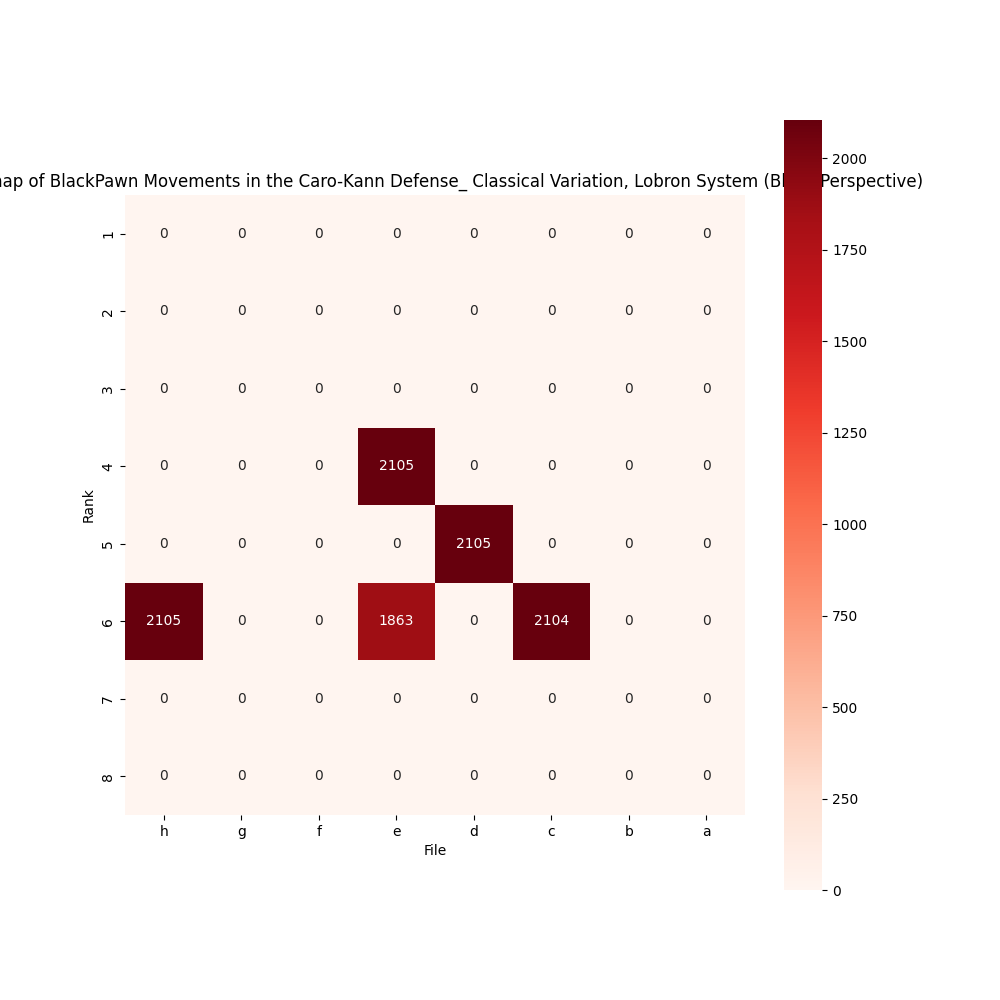 ap of BlackPawn Movements in the Caro-Kann Defense_ Classical Variation, Lobron System (Bl Perspective)
Rank
1 0 0 0 0 0 0 0 0
2 0 0 0 0 0 0 0 0
3 0 0 0 0 0 0 0 0
4 0 0 0 2105 0 0 0 0
5 0 0 0 0 2105 0 0 0
6 2105 0 0 1863 0 2104 0 0
7 0 0 0 0 0 0 0 0
8 0 0 0 0 0 0 0 0
h g f e d c b a
File
2000
1750
1500
1250
1000
750
500
250
0